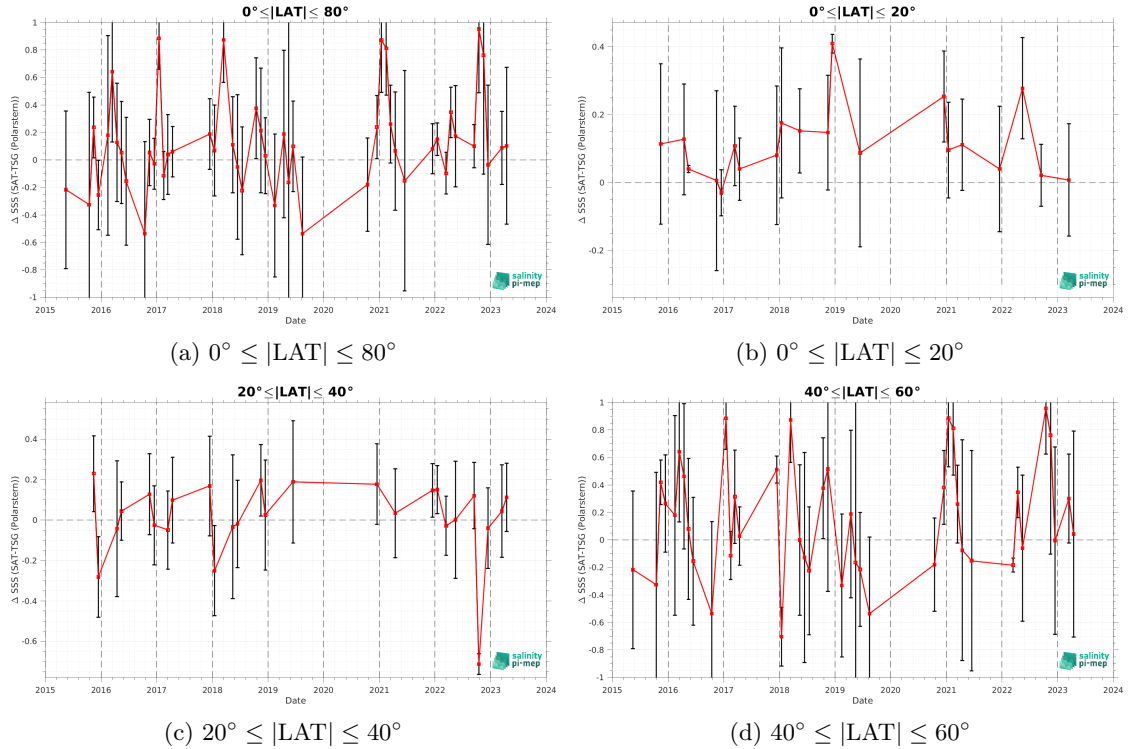 0°≤|LAT|≤ 80°
Δ SSS (SAT-TSG (Polarstern))
1
0.8
0.6
0.4
0.2
0
-0.2
-0.4
-0.6
-0.8
-1
2015 2016 2017 2018 2019 2020 2021 2022 2023 2024
Date
salinity
pi-mep
(a) 0° ≤ |LAT| ≤ 80°
0°≤|LAT|≤ 20°
Δ SSS (SAT-TSG (Polarstern))
0.4
0.2
0
-0.2
2015 2016 2017 2018 2019 2020 2021 2022 2023 2024
Date
salinity
pi-mep
(b) 0° ≤ |LAT| ≤ 20°
20°≤|LAT|≤ 40°
Δ SSS (SAT-TSG (Polarstern))
0.4
0.2
0
-0.2
-0.4
-0.6
2015 2016 2017 2018 2019 2020 2021 2022 2023 2024
Date
salinity
pi-mep
(c) 20° ≤ |LAT| ≤ 40°
40°≤|LAT|≤ 60°
Δ SSS (SAT-TSG (Polarstern))
1
0.8
0.6
0.4
0.2
0
-0.2
-0.4
-0.6
-0.8
-1
2015 2016 2017 2018 2019 2020 2021 2022 2023 2024
Date
salinity
pi-mep
(d) 40° ≤ |LAT| ≤ 60°